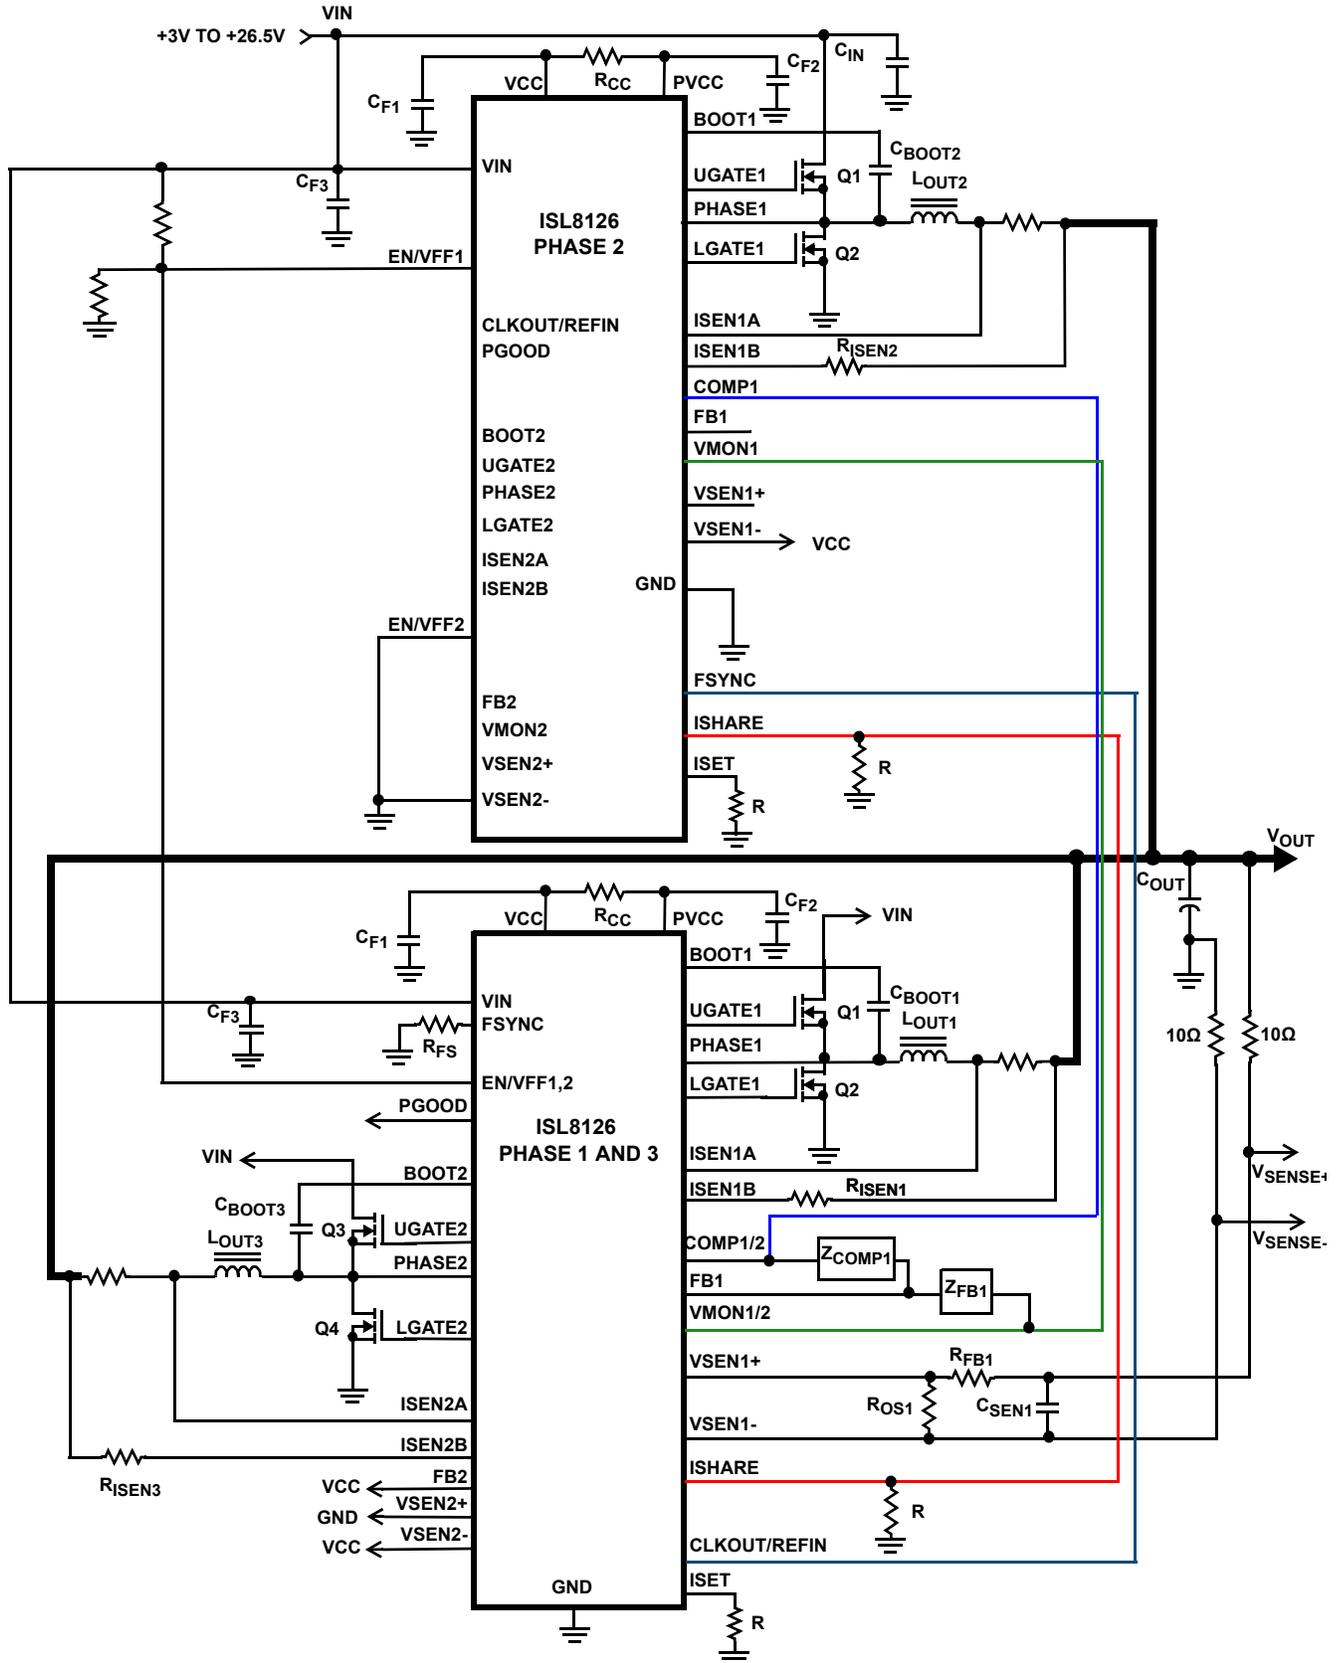 VIN
+3V TO +26.5V
CIN
CF1
VCC
RCC
PVCC
CF2
BOOT1
CBOOT2
VIN
CF3
UGATE1
Q1
LOUT2
ISL8126
PHASE 2
PHASE1
EN/VFF1
LGATE1
Q2
CLKOUT/REFIN
ISEN1A
PGOOD
ISEN1B
RISEN2
COMP1
FB1
BOOT2
VMON1
UGATE2
PHASE2
VSEN1+
LGATE2
VSEN1-
VCC
ISEN2A
ISEN2B
GND
EN/VFF2
FSYNC
FB2
VMON2
ISHARE
VSEN2+
ISET
R
VSEN2-
R
VOUT
COUT
CF1
VCC
RCC
PVCC
CF2
VIN
BOOT1
CBOOT1
VIN
CF3
FSYNC
RFS
UGATE1
Q1
LOUT1
10Ω
10Ω
PHASE1
EN/VFF1,2
LGATE1
Q2
PGOOD
ISL8126
PHASE 1 AND 3
VIN
ISEN1A
VSENSE+
BOOT2
ISEN1B
RISEN1
CBOOT3
Q3
UGATE2
LOUT3
COMP1/2
ZCOMP1
VSENSE-
PHASE2
FB1
ZFB1
VMON1/2
Q4
LGATE2
VSEN1+
RFB1
ISEN2A
ROS1
CSEN1
VSEN1-
ISEN2B
RISEN3
FB2
VCC
ISHARE
VSEN2+
GND
R
VSEN2-
VCC
CLKOUT/REFIN
GND
ISET
R